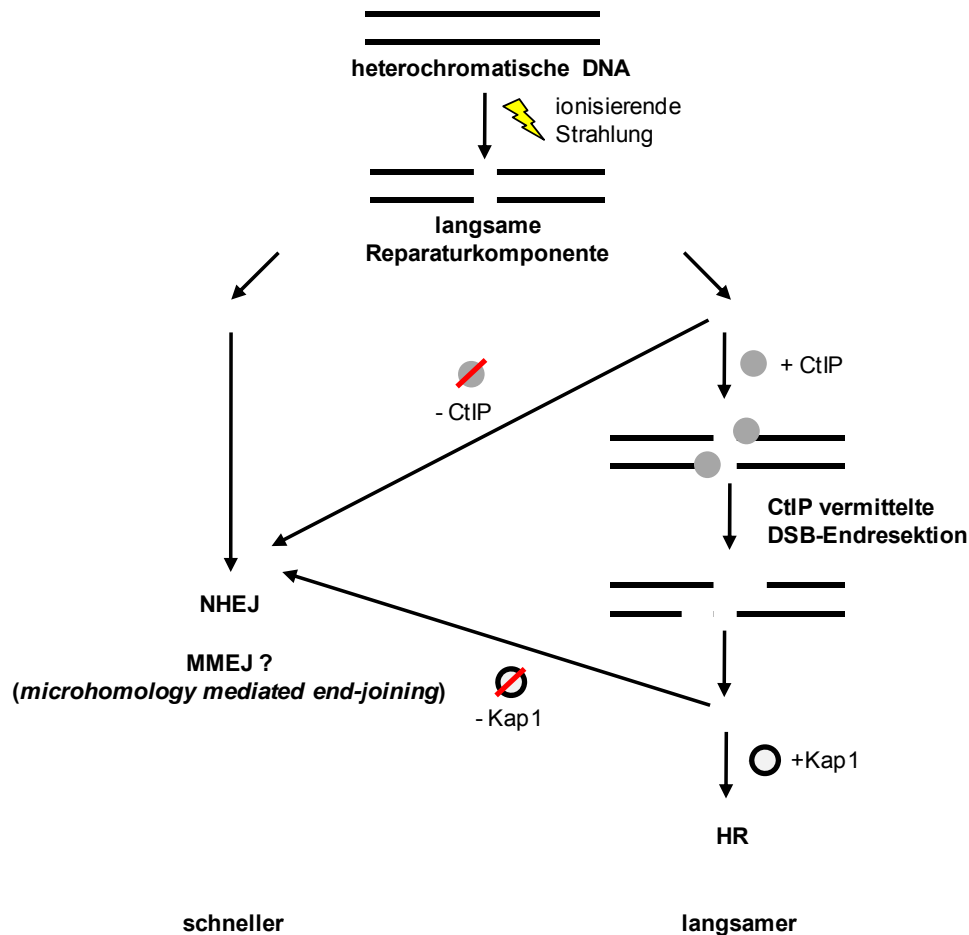 heterochromatische DNA
ionisierende
Strahlung
langsame
Reparaturkomponente
- CtIP
+ CtIP
CtIP vermittelte
DSB-Endresektion
NHEJ
MMEJ ?
(microhomology mediated end-joining)
- Kap1
+Kap1
HR
schneller
langsamer